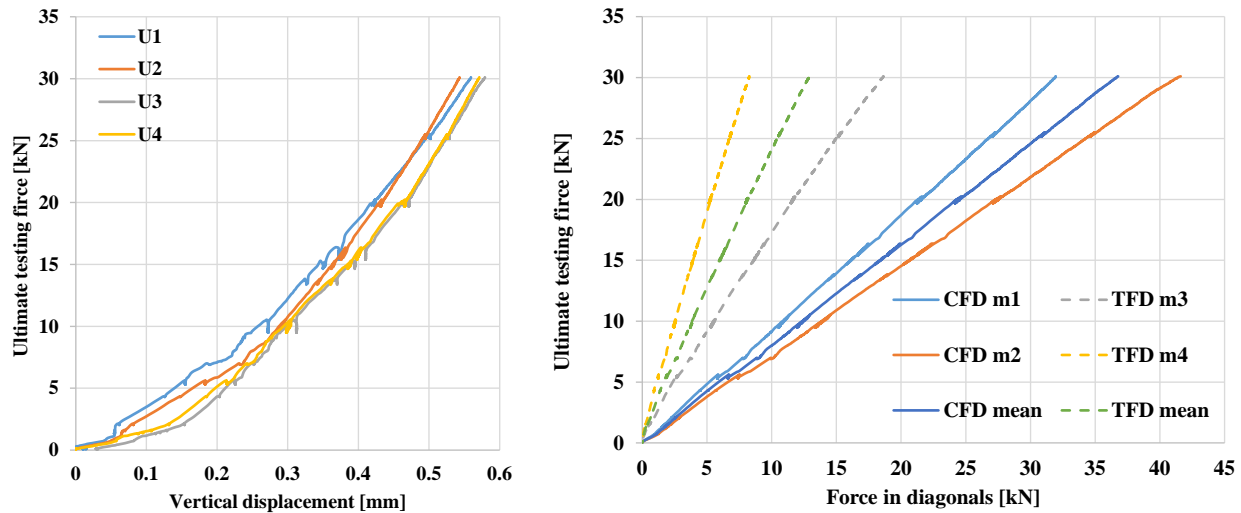 Ultimate testing firce [kN]
35
30
25
20
15
10
5
0
U1
U2
U3
U4
0 0.1 0.2 0.3 0.4 0.5 0.6
Vertical displacement [mm]
Ultimate testing firce [kN]
35
30
25
20
15
10
5
0
CFD m1 TFD m3
CFD m2 TFD m4
CFD mean TFD mean
0 5 10 15 20 25 30 35 40 45
Force in diagonals [kN]